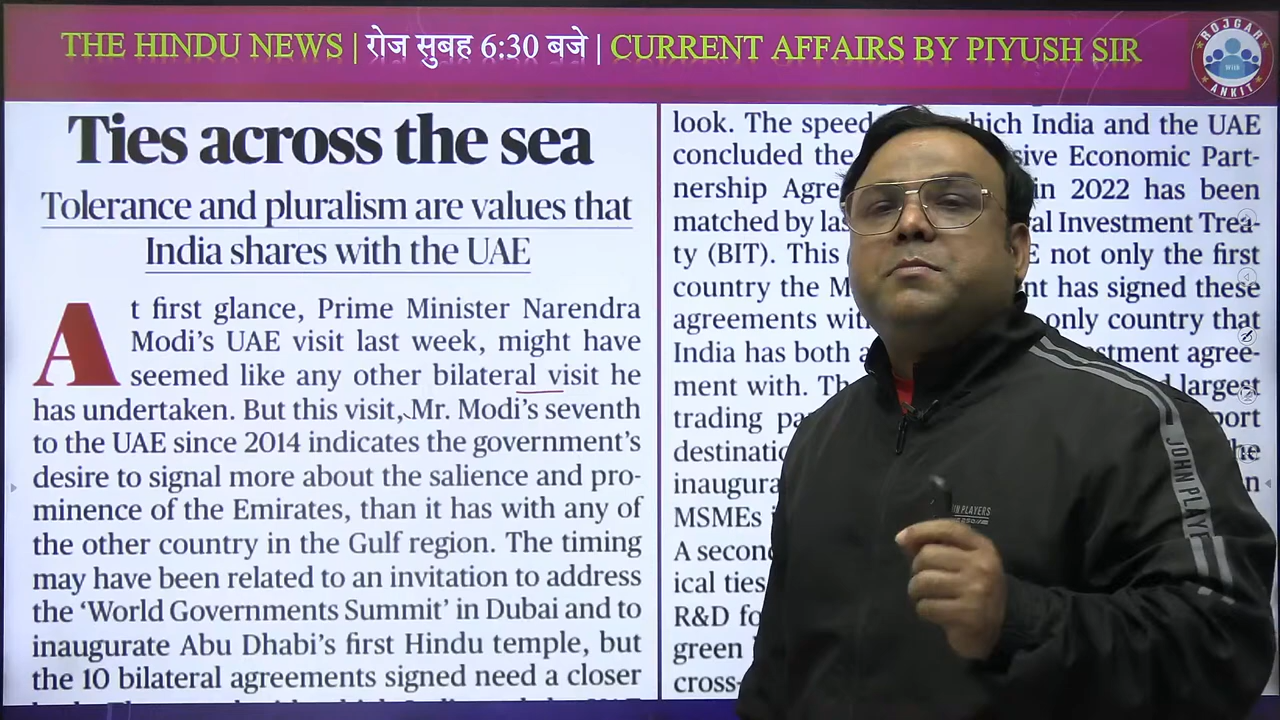 THE HINDU NEWS | रोज सुबह 6:30 बजे | CURRENT AFFAIRS BY PIYUSH SIR
ROJGAR
With
ANKIT
Ties across the sea
Tolerance and pluralism are values that
India shares with the UAE
At first glance, Prime Minister Narendra
Modi's UAE visit last week, might have
seemed like any other bilateral visit he
has undertaken. But this visit, Mr. Modi's seventh
to the UAE since 2014 indicates the government's
desire to signal more about the salience and pro-
minence of the Emirates, than it has with any of
the other country in the Gulf region. The timing
may have been related to an invitation to address
the 'World Governments Summit' in Dubai and to
inaugurate Abu Dhabi's first Hindu temple, but
the 10 bilateral agreements signed need a closer
look. The speed which India and the UAE
concluded the Economic Part-
nership in 2022 has been
matched by Investment Trea-
ty (BIT). This not only the first
country the has signed these
agreements only country that
India has both agree-
ment with. largest
trading
MSMEs
A
ical ties
R&D
green
cross-
JOHN PLAYE